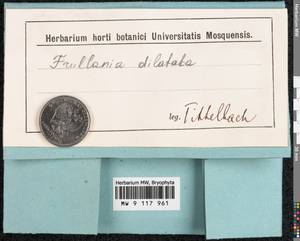 Herbarium horti botanici Universitatis Mosquensis.
Frullania dilatata
leg. Tittelbach
Herbarium MW, Bryophyta
MW 9 117 961